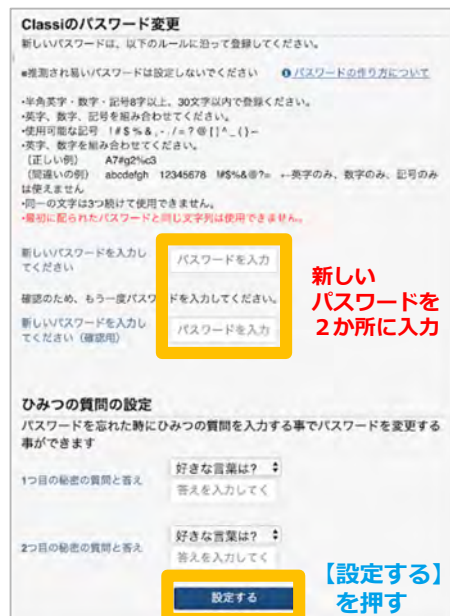 Classiのパスワード変更
新しいパスワードは、以下のルールに沿って登録してください。
●推測され易いパスワードは設定しないでください パスワードの作り方について
・半角英字・数字・記号8字以上、30文字以内で登録ください。
・英字、数字、記号を組み合わせてください。
・使用可能な記号 !#$%&,-./=?@[]^_{}~
・英字、数字を組み合わせてください。
(正しい例) A7#g2%c3
(間違いの例) abcdefgh 12345678 !#$%&@?= ←英字のみ、数字のみ、記号のみ
は使えません
・同一の文字は3つ続けて使用できません。
・最初に配られたパスワードと同じ文字列は使用できません。
新しいパスワードを入力し
てください
パスワードを入力
確認のため、もう一度パスワードを入力してください。
新しいパスワードを入力し
てください(確認用)
パスワードを入力
新しい
パスワードを
2か所に入力
ひみつの質問の設定
パスワードを忘れた時にひみつの質問を入力する事でパスワードを変更する
事ができます
1つ目の秘密の質問と答え
好きな言葉は?
答えを入力してく
2つ目の秘密の質問と答え
好きな言葉は?
答えを入力してく
設定する
【設定する】
を押す